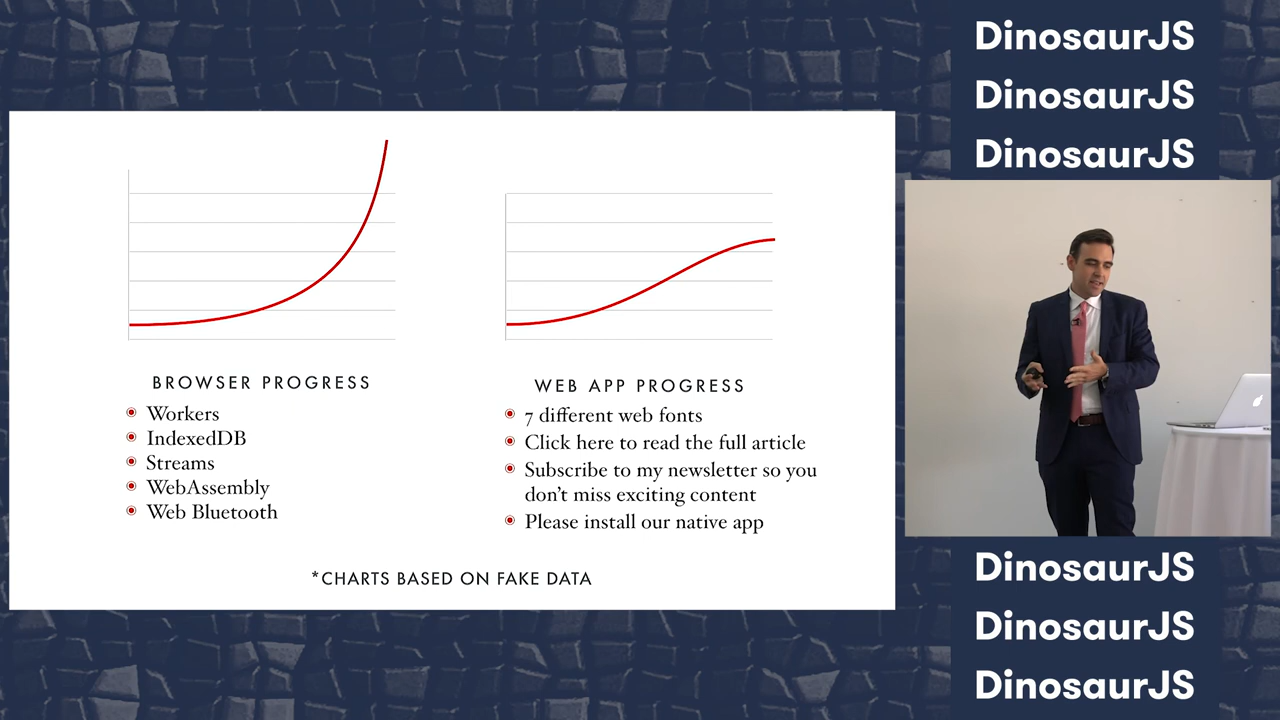 DinosaurJS
DinosaurJS
DinosaurJS
BROWSER PROGRESS
Workers
IndexedDB
Streams
WebAssembly
Web Bluetooth
WEB APP PROGRESS
7 different web fonts
Click here to read the full article
Subscribe to my newsletter so you
don’t miss exciting content
Please install our native app
*CHARTS BASED ON FAKE DATA
DinosaurJS
DinosaurJS
DinosaurJS